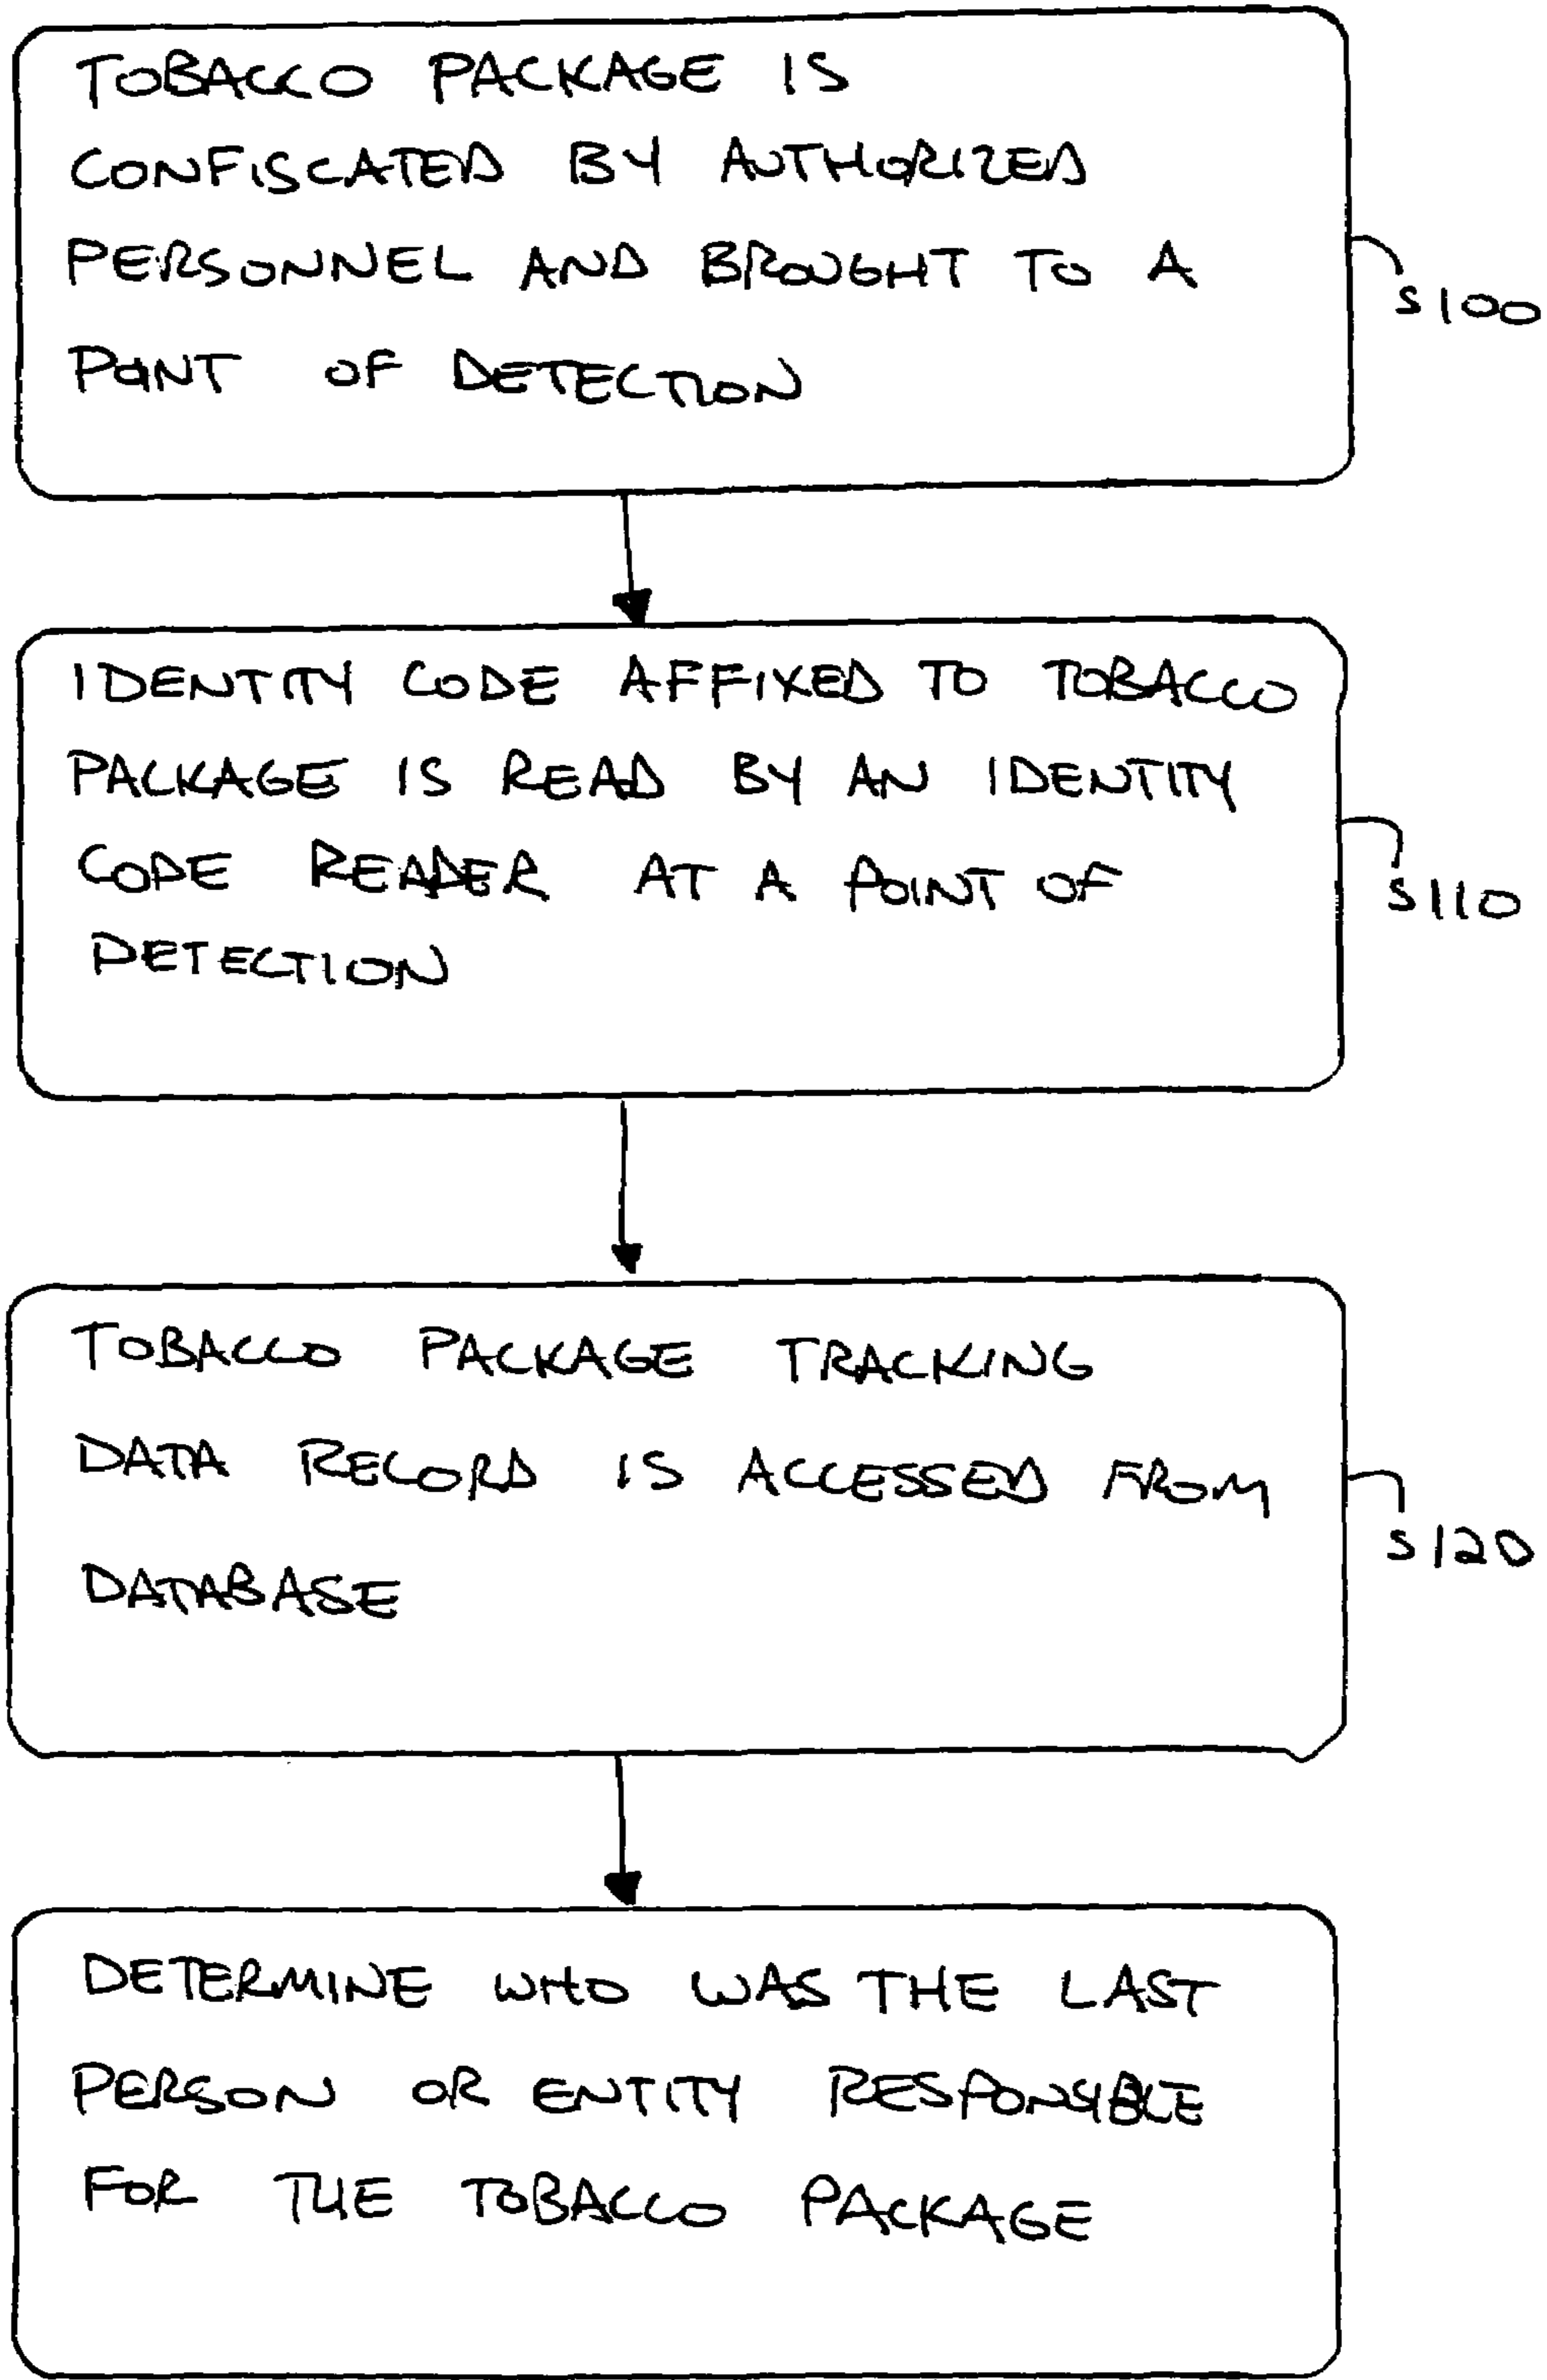 TOBACCO PACKAGE IS
CONFISCATED BY AUTHORIZED
PERSONNEL AND BROUGHT TO A
POINT OF DETECTION
S100
IDENTITY CODE AFFIXED TO TOBACCO
PACKAGE IS READ BY AN IDENTITY
CODE READER AT A POINT OF
DETECTION
S110
TOBACCO PACKAGE TRACKING
DATA RECORD IS ACCESSED FROM
DATABASE
S120
DETERMINE WHO WAS THE LAST
PERSON OR ENTITY RESPONSIBLE
FOR THE TOBACCO PACKAGE